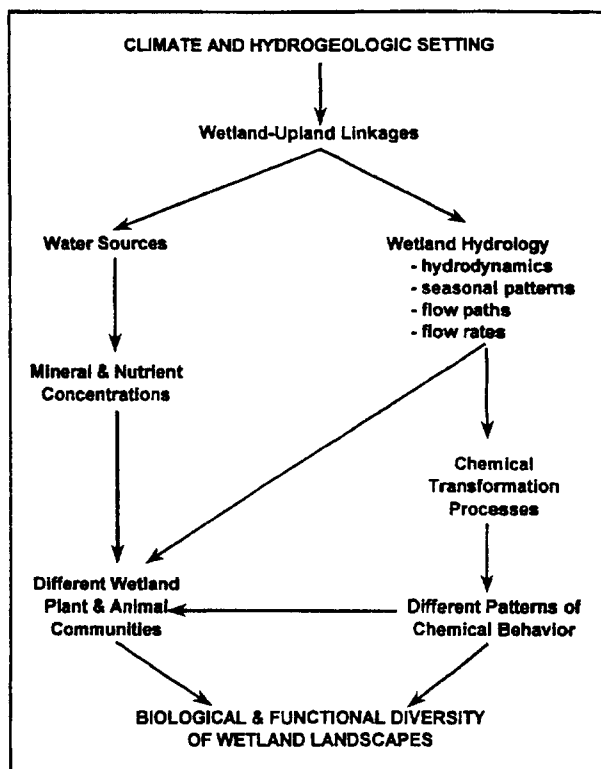 CLIMATE AND HYDROGEOLOGIC SETTING
Wetland-Upland Linkages
Water Sources
Wetland Hydrology
- hydrodynamics
- seasonal patterns
- flow paths
- flow rates
Mineral & Nutrient
Concentrations
Chemical
Transformation
Processes
Different Wetland
Plant & Animal
Communities
Different Patterns of
Chemical Behavior
BIOLOGICAL & FUNCTIONAL DIVERSITY
OF WETLAND LANDSCAPES